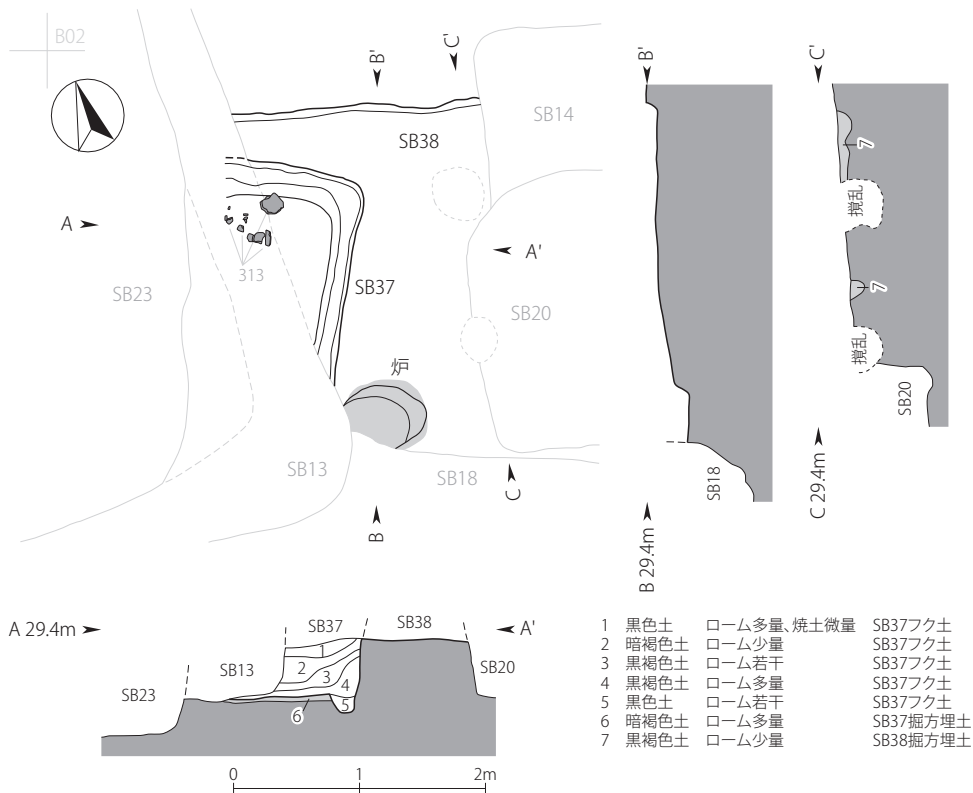 B02
B'
C'
SB14
SB38
A
A'
313
SB37
SB23
SB20
炉
SB13
SB18
C
B
B'
SB18
B 29.4m
C'
7
撹乱
7
撹乱
SB20
C 29.4m
A 29.4m
SB37
SB38
A'
SB13
SB23
SB20
1
2
3
4
5
6
1 黒色土 ローム多量、焼土微量 SB37フク土
2 暗褐色土 ローム少量 SB37フク土
3 黒褐色土 ローム若干 SB37フク土
4 黒褐色土 ローム多量 SB37フク土
5 黒色土 ローム若干 SB37フク土
6 暗褐色土 ローム多量 SB37掘方埋土
7 黒褐色土 ローム少量 SB38掘方埋土
0 1 2m